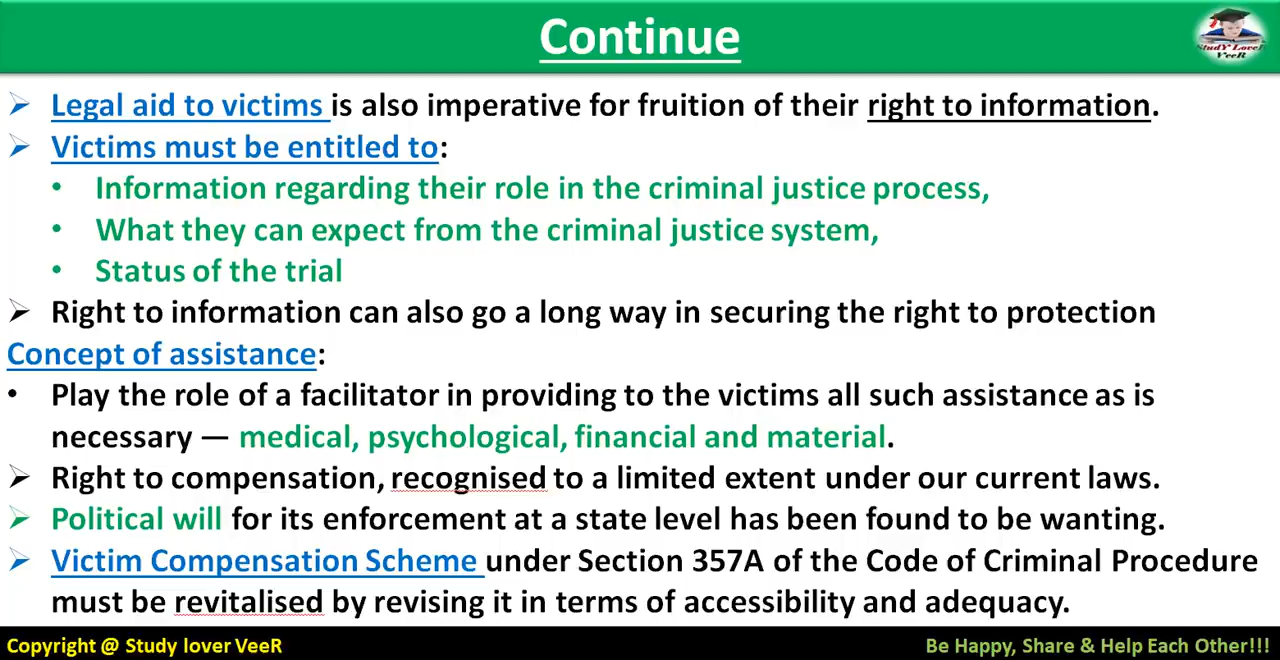 Continue
StudY LoveR
VeeR
➢ Legal aid to victims is also imperative for fruition of their right to information.
➢ Victims must be entitled to:
• Information regarding their role in the criminal justice process,
• What they can expect from the criminal justice system,
• Status of the trial
➢ Right to information can also go a long way in securing the right to protection
Concept of assistance:
• Play the role of a facilitator in providing to the victims all such assistance as is
necessary — medical, psychological, financial and material.
➢ Right to compensation, recognised to a limited extent under our current laws.
➢ Political will for its enforcement at a state level has been found to be wanting.
➢ Victim Compensation Scheme under Section 357A of the Code of Criminal Procedure
must be revitalised by revising it in terms of accessibility and adequacy.
Copyright @ Study lover VeeR
Be Happy, Share & Help Each Other!!!